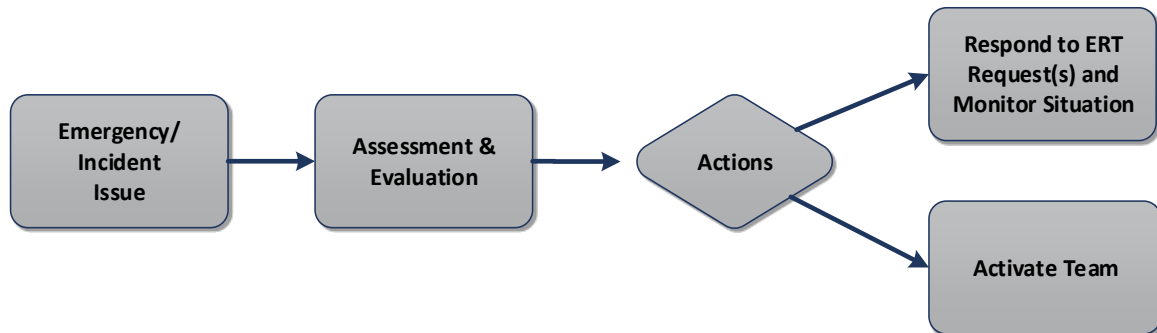 Emergency/
Incident
Issue
Assessment &
Evaluation
Actions
Respond to ERT
Request(s) and
Monitor Situation
Activate Team